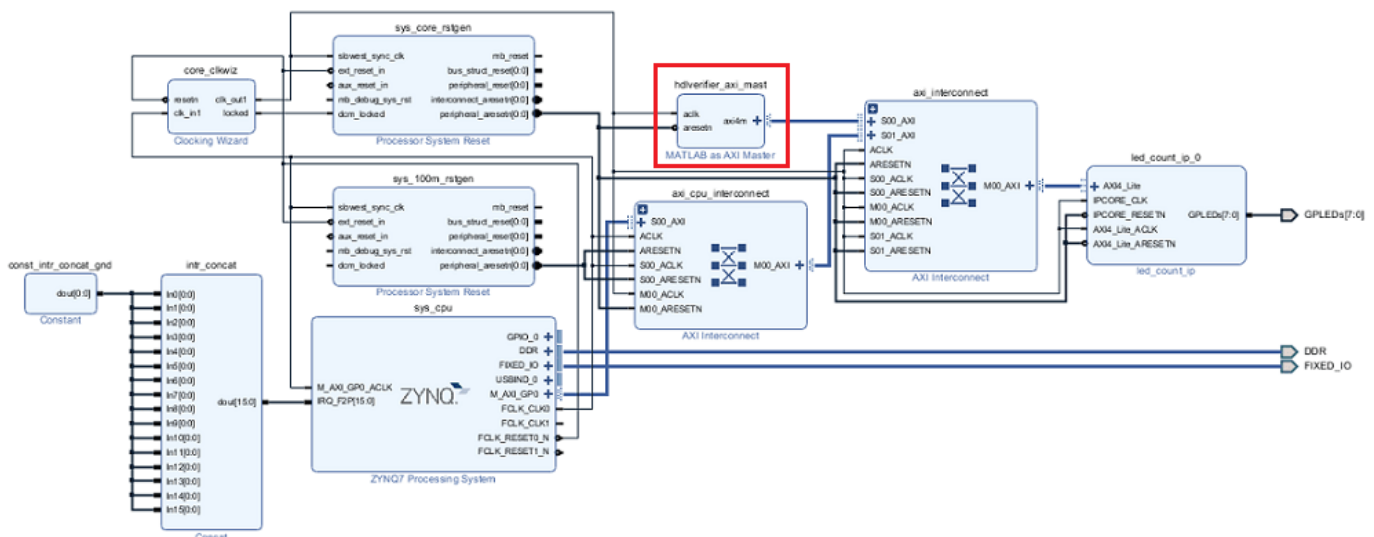 sys_core_rstgen
slowest_sync_clk
ext_reset_in
aux_reset_in
mb_debug_sys_rst
dcm_locked
mb_reset
bus_struct_reset[0:0]
peripheral_reset[0:0]
interconnect_aresetn[0:0]
peripheral_aresetn[0:0]
Processor System Reset
core_clkwiz
resetn
clk_in1
clk_out1
locked
Clocking Wizard
hdlverifier_axi_mast
aclk
aresetn
axi4m
MATLAB as AXI Master
axi_interconnect
S00_AXI
S01_AXI
ACLK
ARESETN
S00_ACLK
S00_ARESETN
M00_ACLK
M00_ARESETN
S01_ACLK
S01_ARESETN
M00_AXI
AXI Interconnect
led_count_ip_0
AXI4_Lite
IPCORE_CLK
IPCORE_RESETN
AXI4_Lite_ACLK
AXI4_Lite_ARESETN
GPLEDs[7:0]
led_count_ip
GPLEDs[7:0]
sys_100m_rstgen
slowest_sync_clk
ext_reset_in
aux_reset_in
mb_debug_sys_rst
dcm_locked
mb_reset
bus_struct_reset[0:0]
peripheral_reset[0:0]
interconnect_aresetn[0:0]
peripheral_aresetn[0:0]
Processor System Reset
axi_cpu_interconnect
S00_AXI
ACLK
ARESETN
S00_ACLK
S00_ARESETN
M00_ACLK
M00_ARESETN
M00_AXI
AXI Interconnect
const_intr_concat_gnd
dout[0:0]
Constant
intr_concat
In0[0:0]
In1[0:0]
In2[0:0]
In3[0:0]
In4[0:0]
In5[0:0]
In6[0:0]
In7[0:0]
In8[0:0]
In9[0:0]
In10[0:0]
In11[0:0]
In12[0:0]
In13[0:0]
In14[0:0]
In15[0:0]
dout[15:0]
Concat
sys_cpu
M_AXI_GP0_ACLK
IRQ_F2P[15:0]
ZYNQ
GPIO_0
DDR
FIXED_IO
USBIND_0
M_AXI_GP0
FCLK_CLK0
FCLK_CLK1
FCLK_RESET0_N
FCLK_RESET1_N
ZYNQ7 Processing System
DDR
FIXED_IO